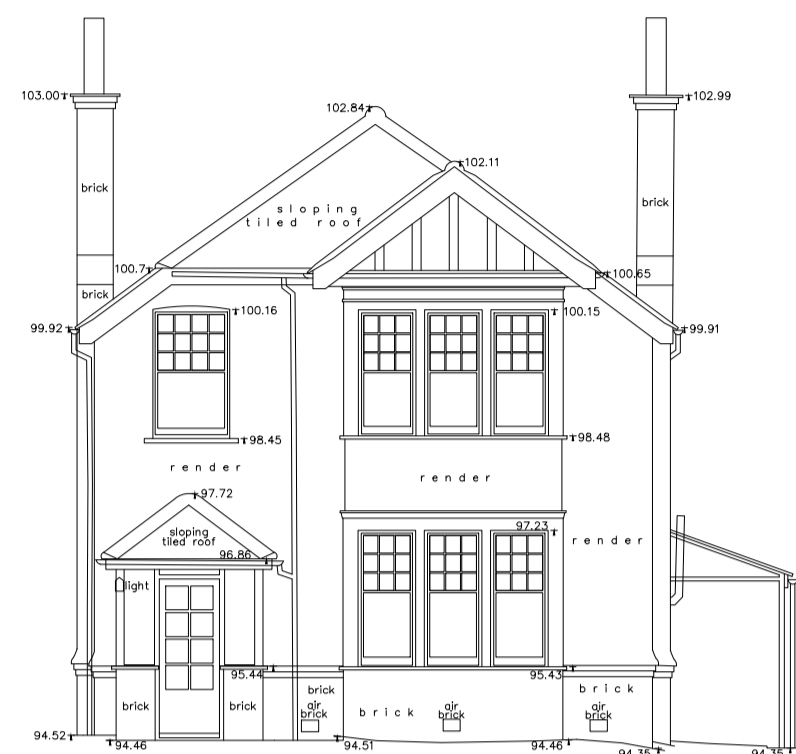 103.00
102.99
102.84
102.11
brick
brick
sloping
tiled roof
100.7
100.65
brick
100.16
100.15
99.92
99.91
98.45
98.48
render
render
97.72
97.23
sloping
tiled roof
render
96.86
light
95.44
95.43
brick
brick
brick
brick
brick
air
brick
air
brick
air
brick
94.52
94.46
94.51
94.46
94.35
94.35